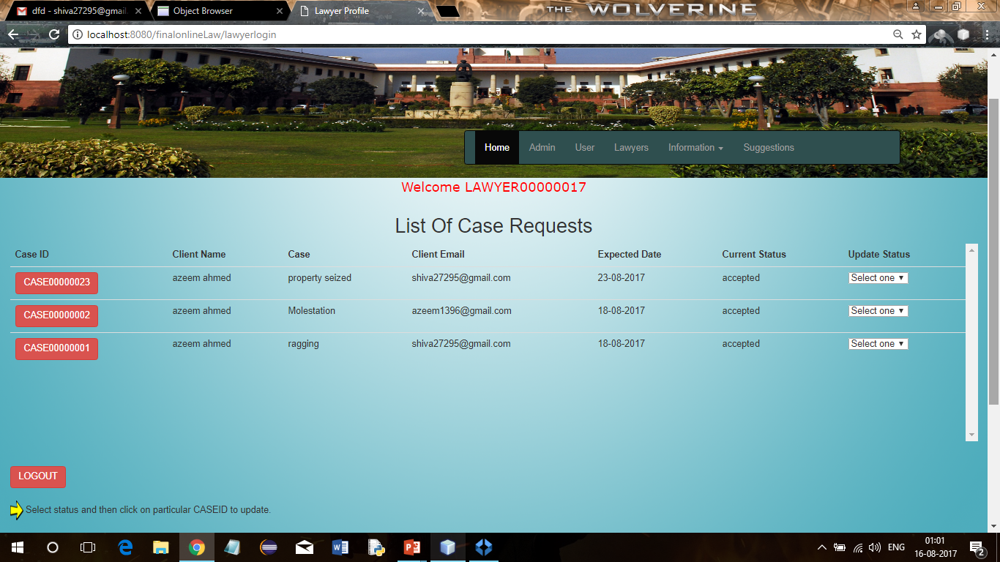 dfd - shiva27295@gmail.
Object Browser
Lawyer Profile
THE WOLVERINE
localhost:8080/finalonlineLaw/lawyerlogin
Home Admin User Lawyers Information Suggestions
Welcome LAWYER00000017
List Of Case Requests
Case ID Client Name Case Client Email Expected Date Current Status Update Status
CASE00000023 azeem ahmed property seized shiva27295@gmail.com 23-08-2017 accepted Select one
CASE00000002 azeem ahmed Molestation azeem1396@gmail.com 18-08-2017 accepted Select one
CASE00000001 azeem ahmed ragging shiva27295@gmail.com 18-08-2017 accepted Select one
LOGOUT
Select status and then click on particular CASEID to update.
ENG
01:01
16-08-2017
2